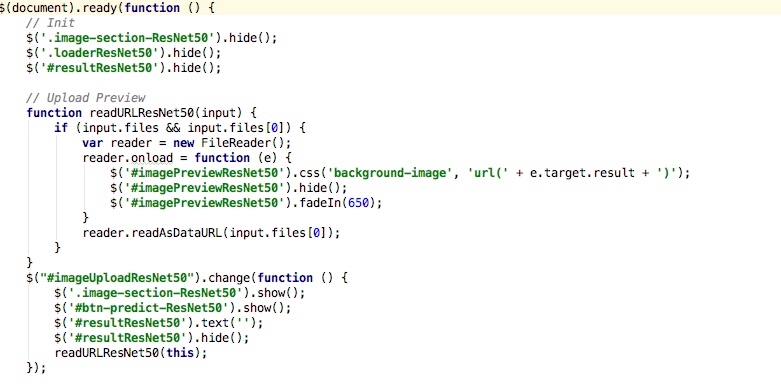 $(document).ready(function () {
    // Init
    $('.image-section-ResNet50').hide();
    $('.loaderResNet50').hide();
    $('#resultResNet50').hide();

    // Upload Preview
    function readURLResNet50(input) {
        if (input.files && input.files[0]) {
            var reader = new FileReader();
            reader.onload = function (e) {
                $('#imagePreviewResNet50').css('background-image', 'url(' + e.target.result + ')');
                $('#imagePreviewResNet50').hide();
                $('#imagePreviewResNet50').fadeIn(650);
            }
            reader.readAsDataURL(input.files[0]);
        }
    }
    $("#imageUploadResNet50").change(function () {
        $('.image-section-ResNet50').show();
        $('#btn-predict-ResNet50').show();
        $('#resultResNet50').text('');
        $('#resultResNet50').hide();
        readURLResNet50(this);
    });